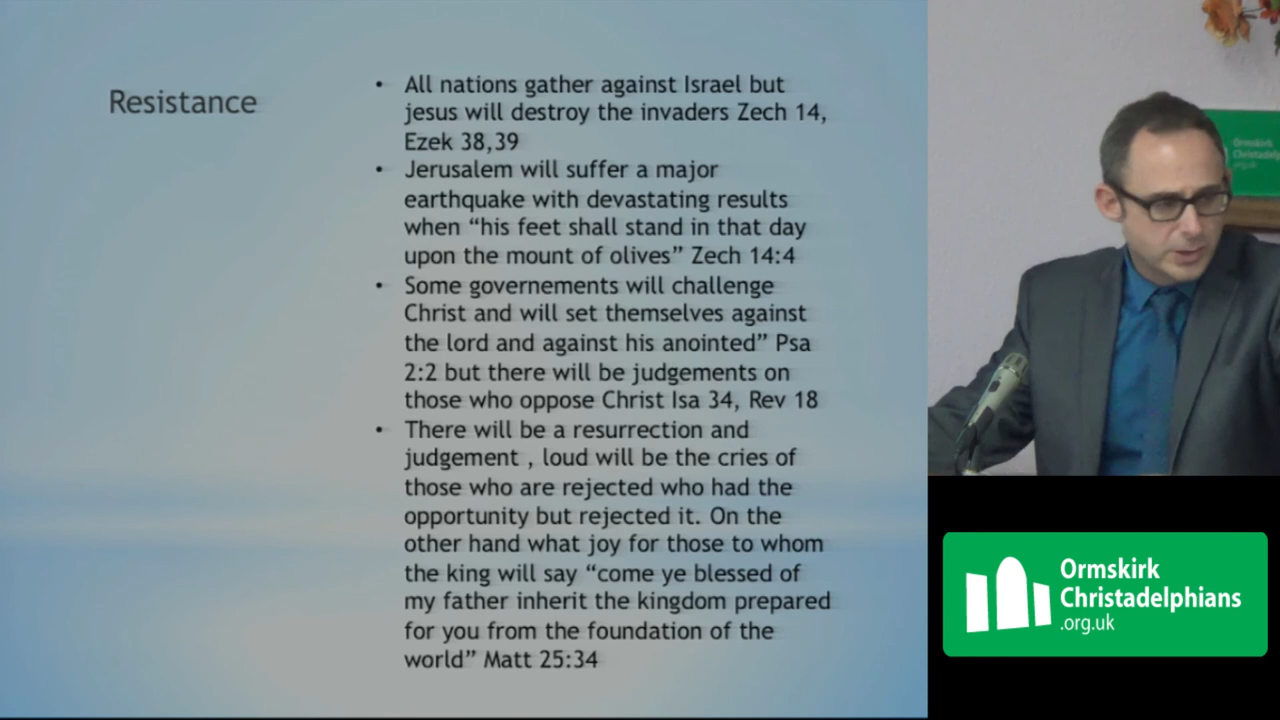 Resistance
• All nations gather against Israel but
jesus will destroy the invaders Zech 14,
Ezek 38,39
• Jerusalem will suffer a major
earthquake with devastating results
when “his feet shall stand in that day
upon the mount of olives” Zech 14:4
• Some governements will challenge
Christ and will set themselves against
the lord and against his anointed” Psa
2:2 but there will be judgements on
those who oppose Christ Isa 34, Rev 18
• There will be a resurrection and
judgement , loud will be the cries of
those who are rejected who had the
opportunity but rejected it. On the
other hand what joy for those to whom
the king will say “come ye blessed of
my father inherit the kingdom prepared
for you from the foundation of the
world” Matt 25:34
Ormskirk
Christadelphians
.org.uk
Ormskirk
Christadelphians
.org.uk